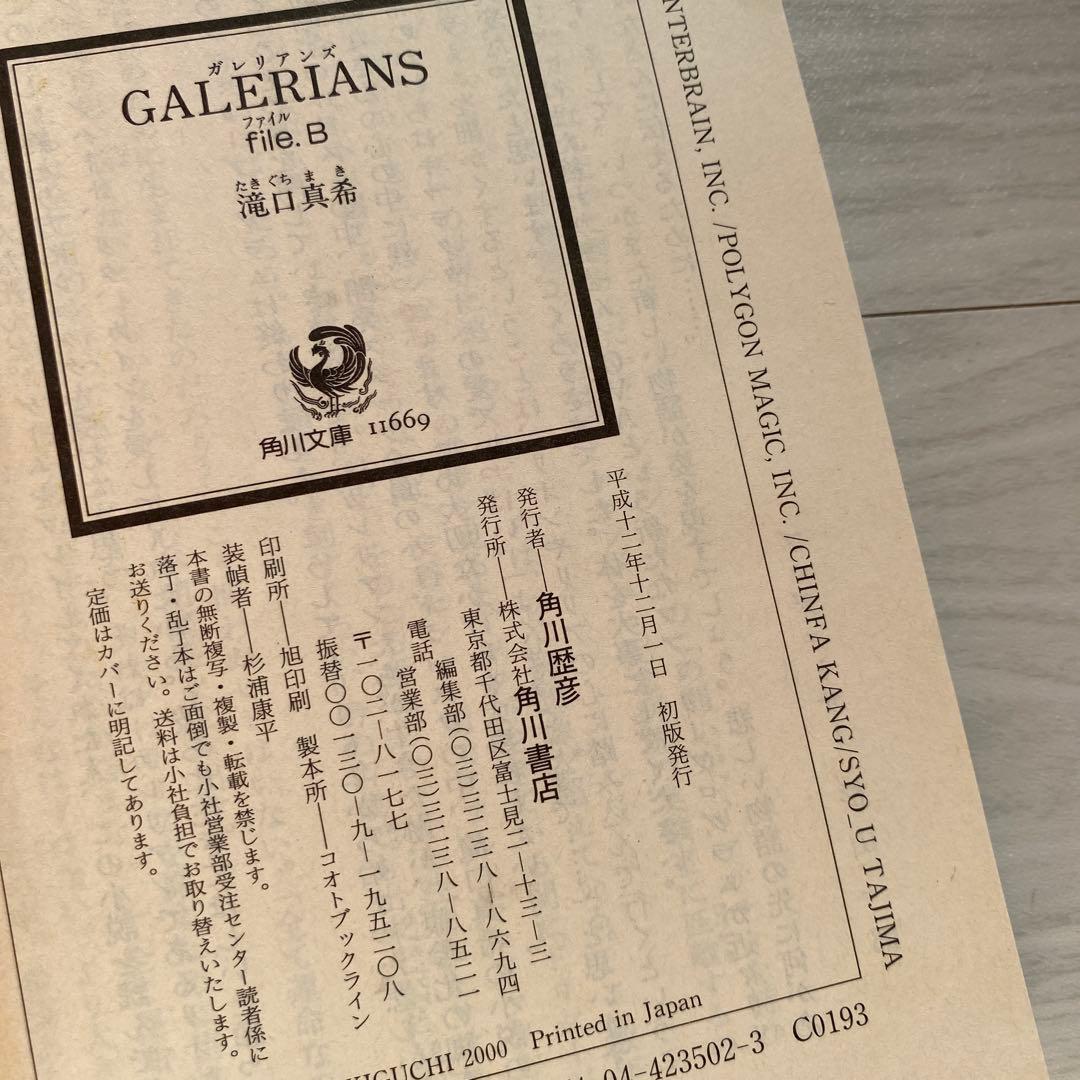 ガレリアンズ
GALERIANS
ファイル
file.B
たきぐち まき
滝口真希
角川文庫 11669
平成十二年十二月一日 初版発行
発行者――角川歴彦
発行所――株式会社角川書店
東京都千代田区富士見二―十三―三
電話 編集部(〇三)三二三八―八六九四
営業部(〇三)三二三八―八五二一
〒一〇二―八一七七
振替〇〇一三〇―九―一九五二〇八
印刷所――旭印刷 製本所――コオトブックライン
装幀者――杉浦康平
本書の無断複写・複製・転載を禁じます。
落丁・乱丁本はご面倒でも小社営業部受注センター読者係に
お送りください。送料は小社負担でお取り替えいたします。
定価はカバーに明記してあります。
NTERBRAIN, INC. /POLYGON MAGIC, INC. /CHINFA KANG/SYO_U TAJIMA
KIGUCHI 2000 Printed in Japan
04-423502-3 C0193